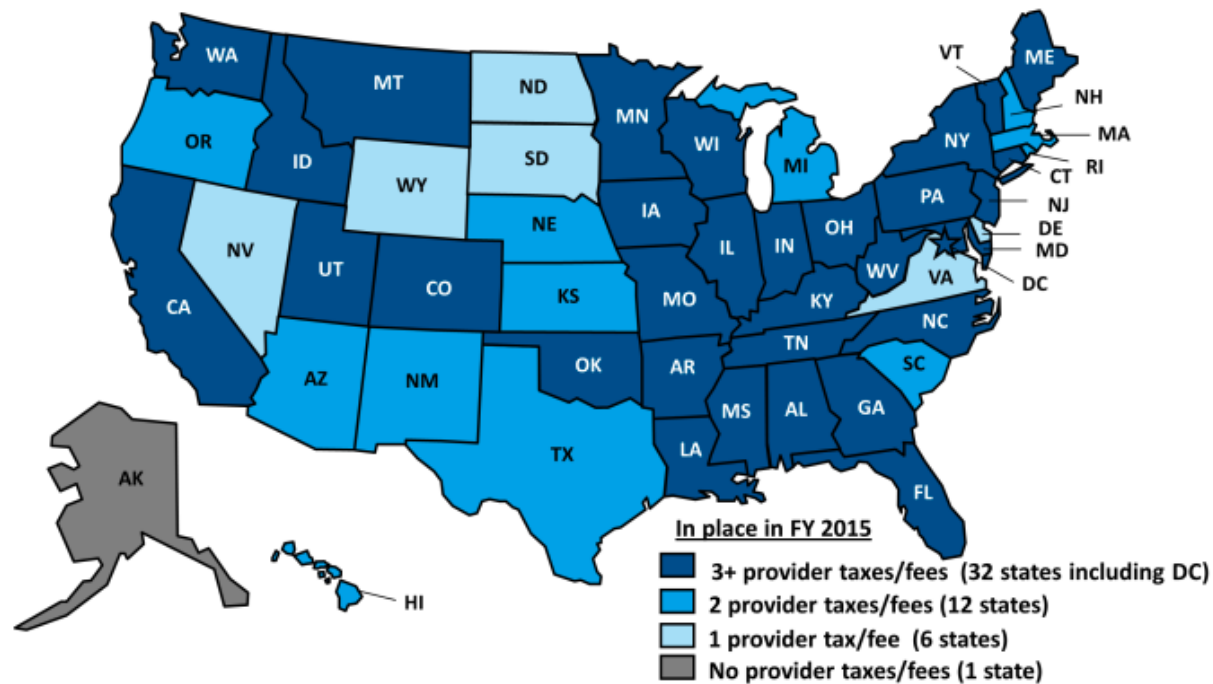 WA
MT
ND
MN
VT
ME
NH
OR
ID
SD
WI
MI
NY
MA
WY
RI
CT
IA
PA
NJ
NE
OH
DE
NV
IL
IN
MD
UT
CO
WV
VA
DC
CA
KS
MO
KY
NC
TN
AZ
NM
OK
AR
SC
MS
AL
GA
TX
LA
AK
FL
HI
In place in FY 2015
3+ provider taxes/fees (32 states including DC)
2 provider taxes/fees (12 states)
1 provider tax/fee (6 states)
No provider taxes/fees (1 state)